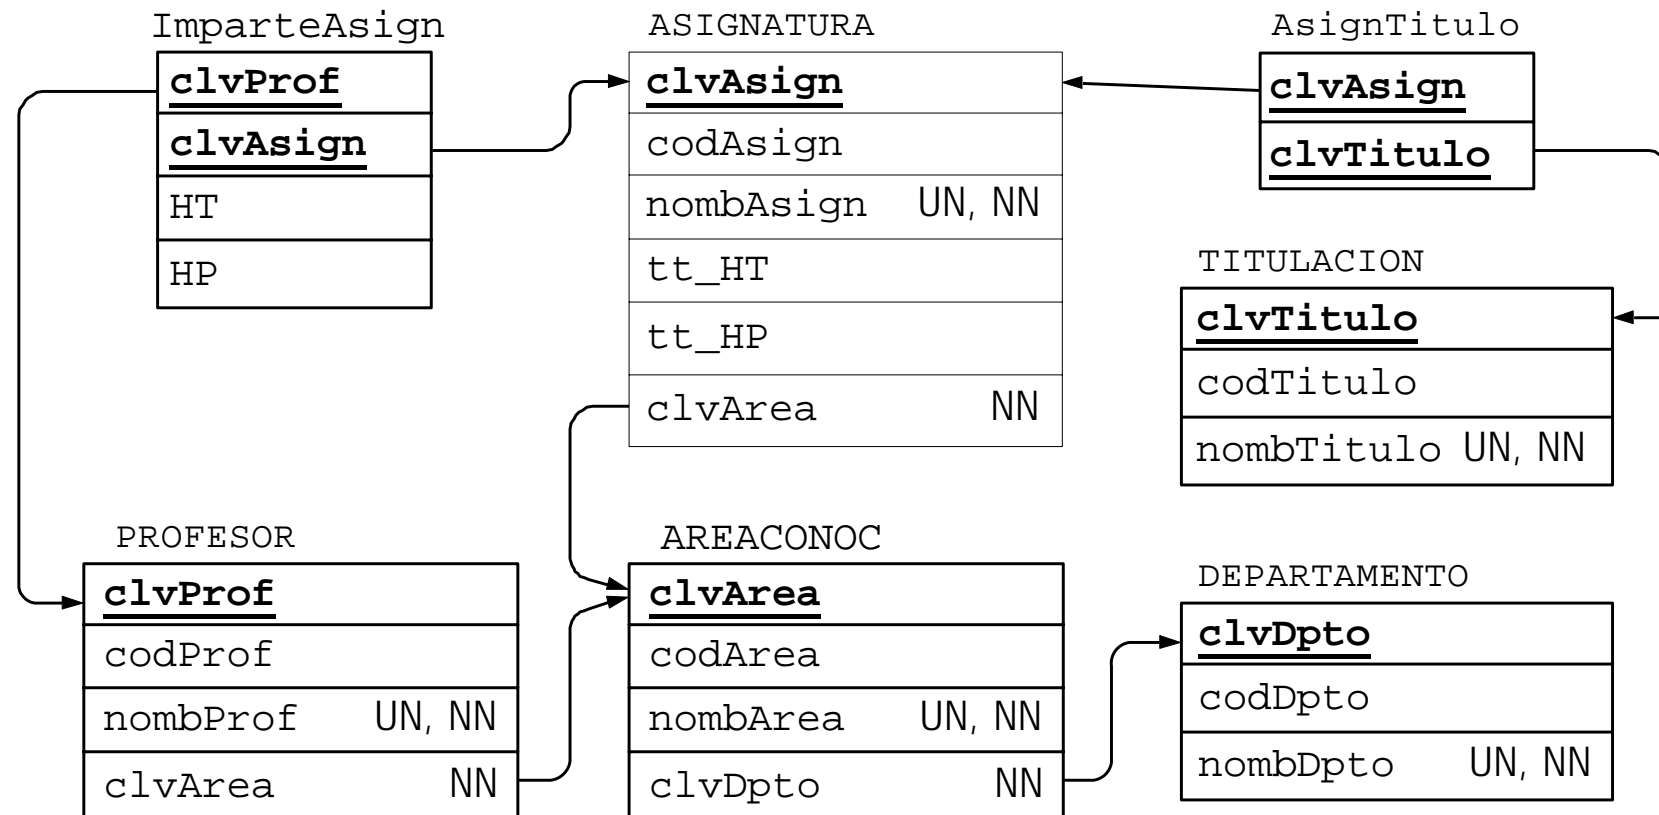 ImparteAsign
clvProf
clvAsign
HT
HP
ASIGNATURA
clvAsign
codAsign
nombAsign UN, NN
tt_HT
tt_HP
clvArea NN
AsignTitulo
clvAsign
clvTitulo
TITULACION
clvTitulo
codTitulo
nombTitulo UN, NN
PROFESOR
clvProf
codProf
nombProf UN, NN
clvArea NN
AREACONOC
clvArea
codArea
nombArea UN, NN
clvDpto NN
DEPARTAMENTO
clvDpto
codDpto
nombDpto UN, NN